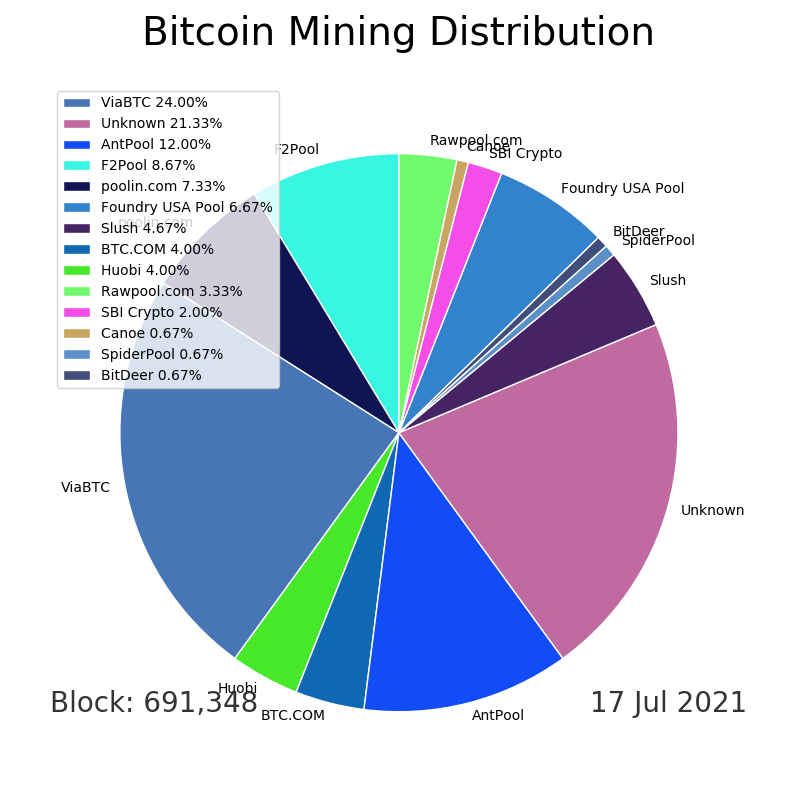 Bitcoin Mining Distribution
ViaBTC 24.00%
Unknown 21.33%
AntPool 12.00%
F2Pool 8.67%
poolin.com 7.33%
Foundry USA Pool 6.67%
Slush 4.67%
BTC.COM 4.00%
Huobi 4.00%
Rawpool.com 3.33%
SBI Crypto 2.00%
Canoe 0.67%
SpiderPool 0.67%
BitDeer 0.67%
F2Pool
Rawpool.com
Canoe
SBI Crypto
Foundry USA Pool
poolin.com
BitDeer
SpiderPool
Slush
ViaBTC
Unknown
Huobi
BTC.COM
AntPool
Block: 691,348
17 Jul 2021